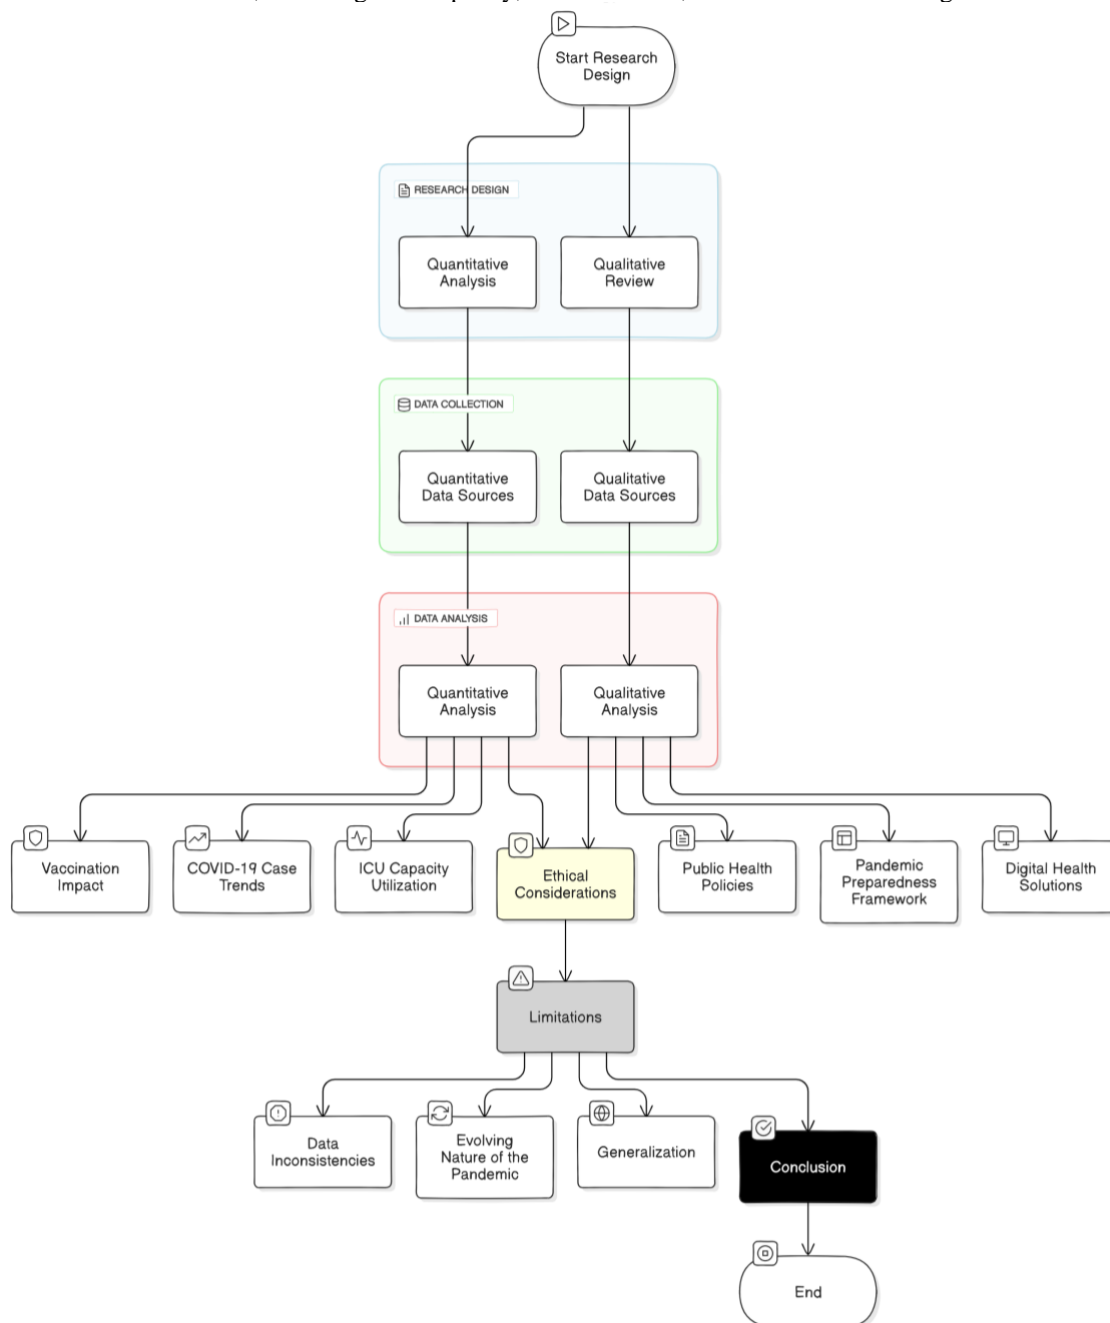 Start Research
Design
RESEARCH DESIGN
Quantitative
Analysis
Qualitative
Review
DATA COLLECTION
Quantitative
Data Sources
Qualitative
Data Sources
DATA ANALYSIS
Quantitative
Analysis
Qualitative
Analysis
Vaccination
Impact
COVID-19 Case
Trends
ICU Capacity
Utilization
Ethical
Considerations
Public Health
Policies
Pandemic
Preparedness
Framework
Digital Health
Solutions
Limitations
Data
Inconsistencies
Evolving
Nature of the
Pandemic
Generalization
Conclusion
End